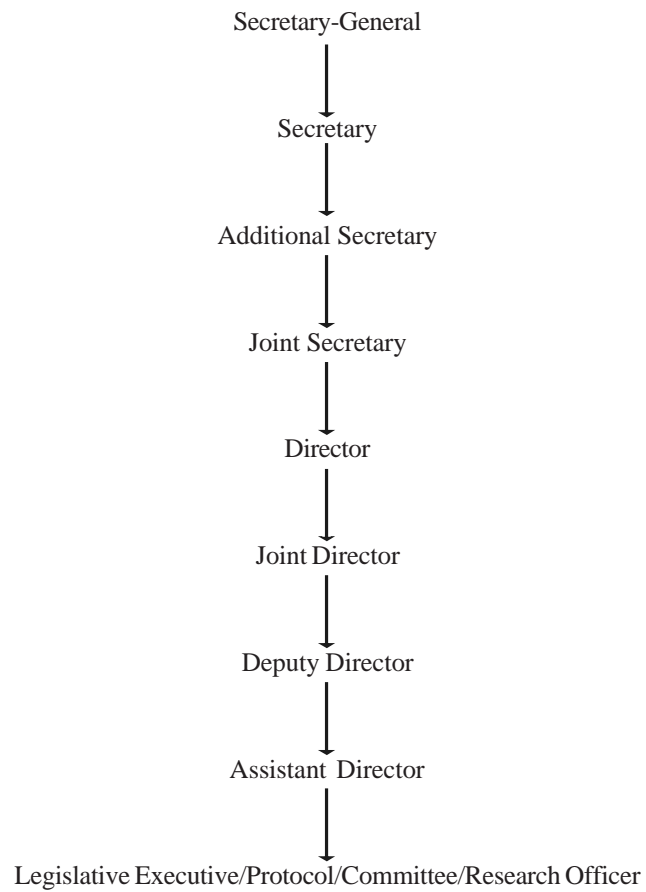 Secretary-General
Secretary
Additional Secretary
Joint Secretary
Director
Joint Director
Deputy Director
Assistant Director
Legislative Executive/Protocol/Committee/Research Officer